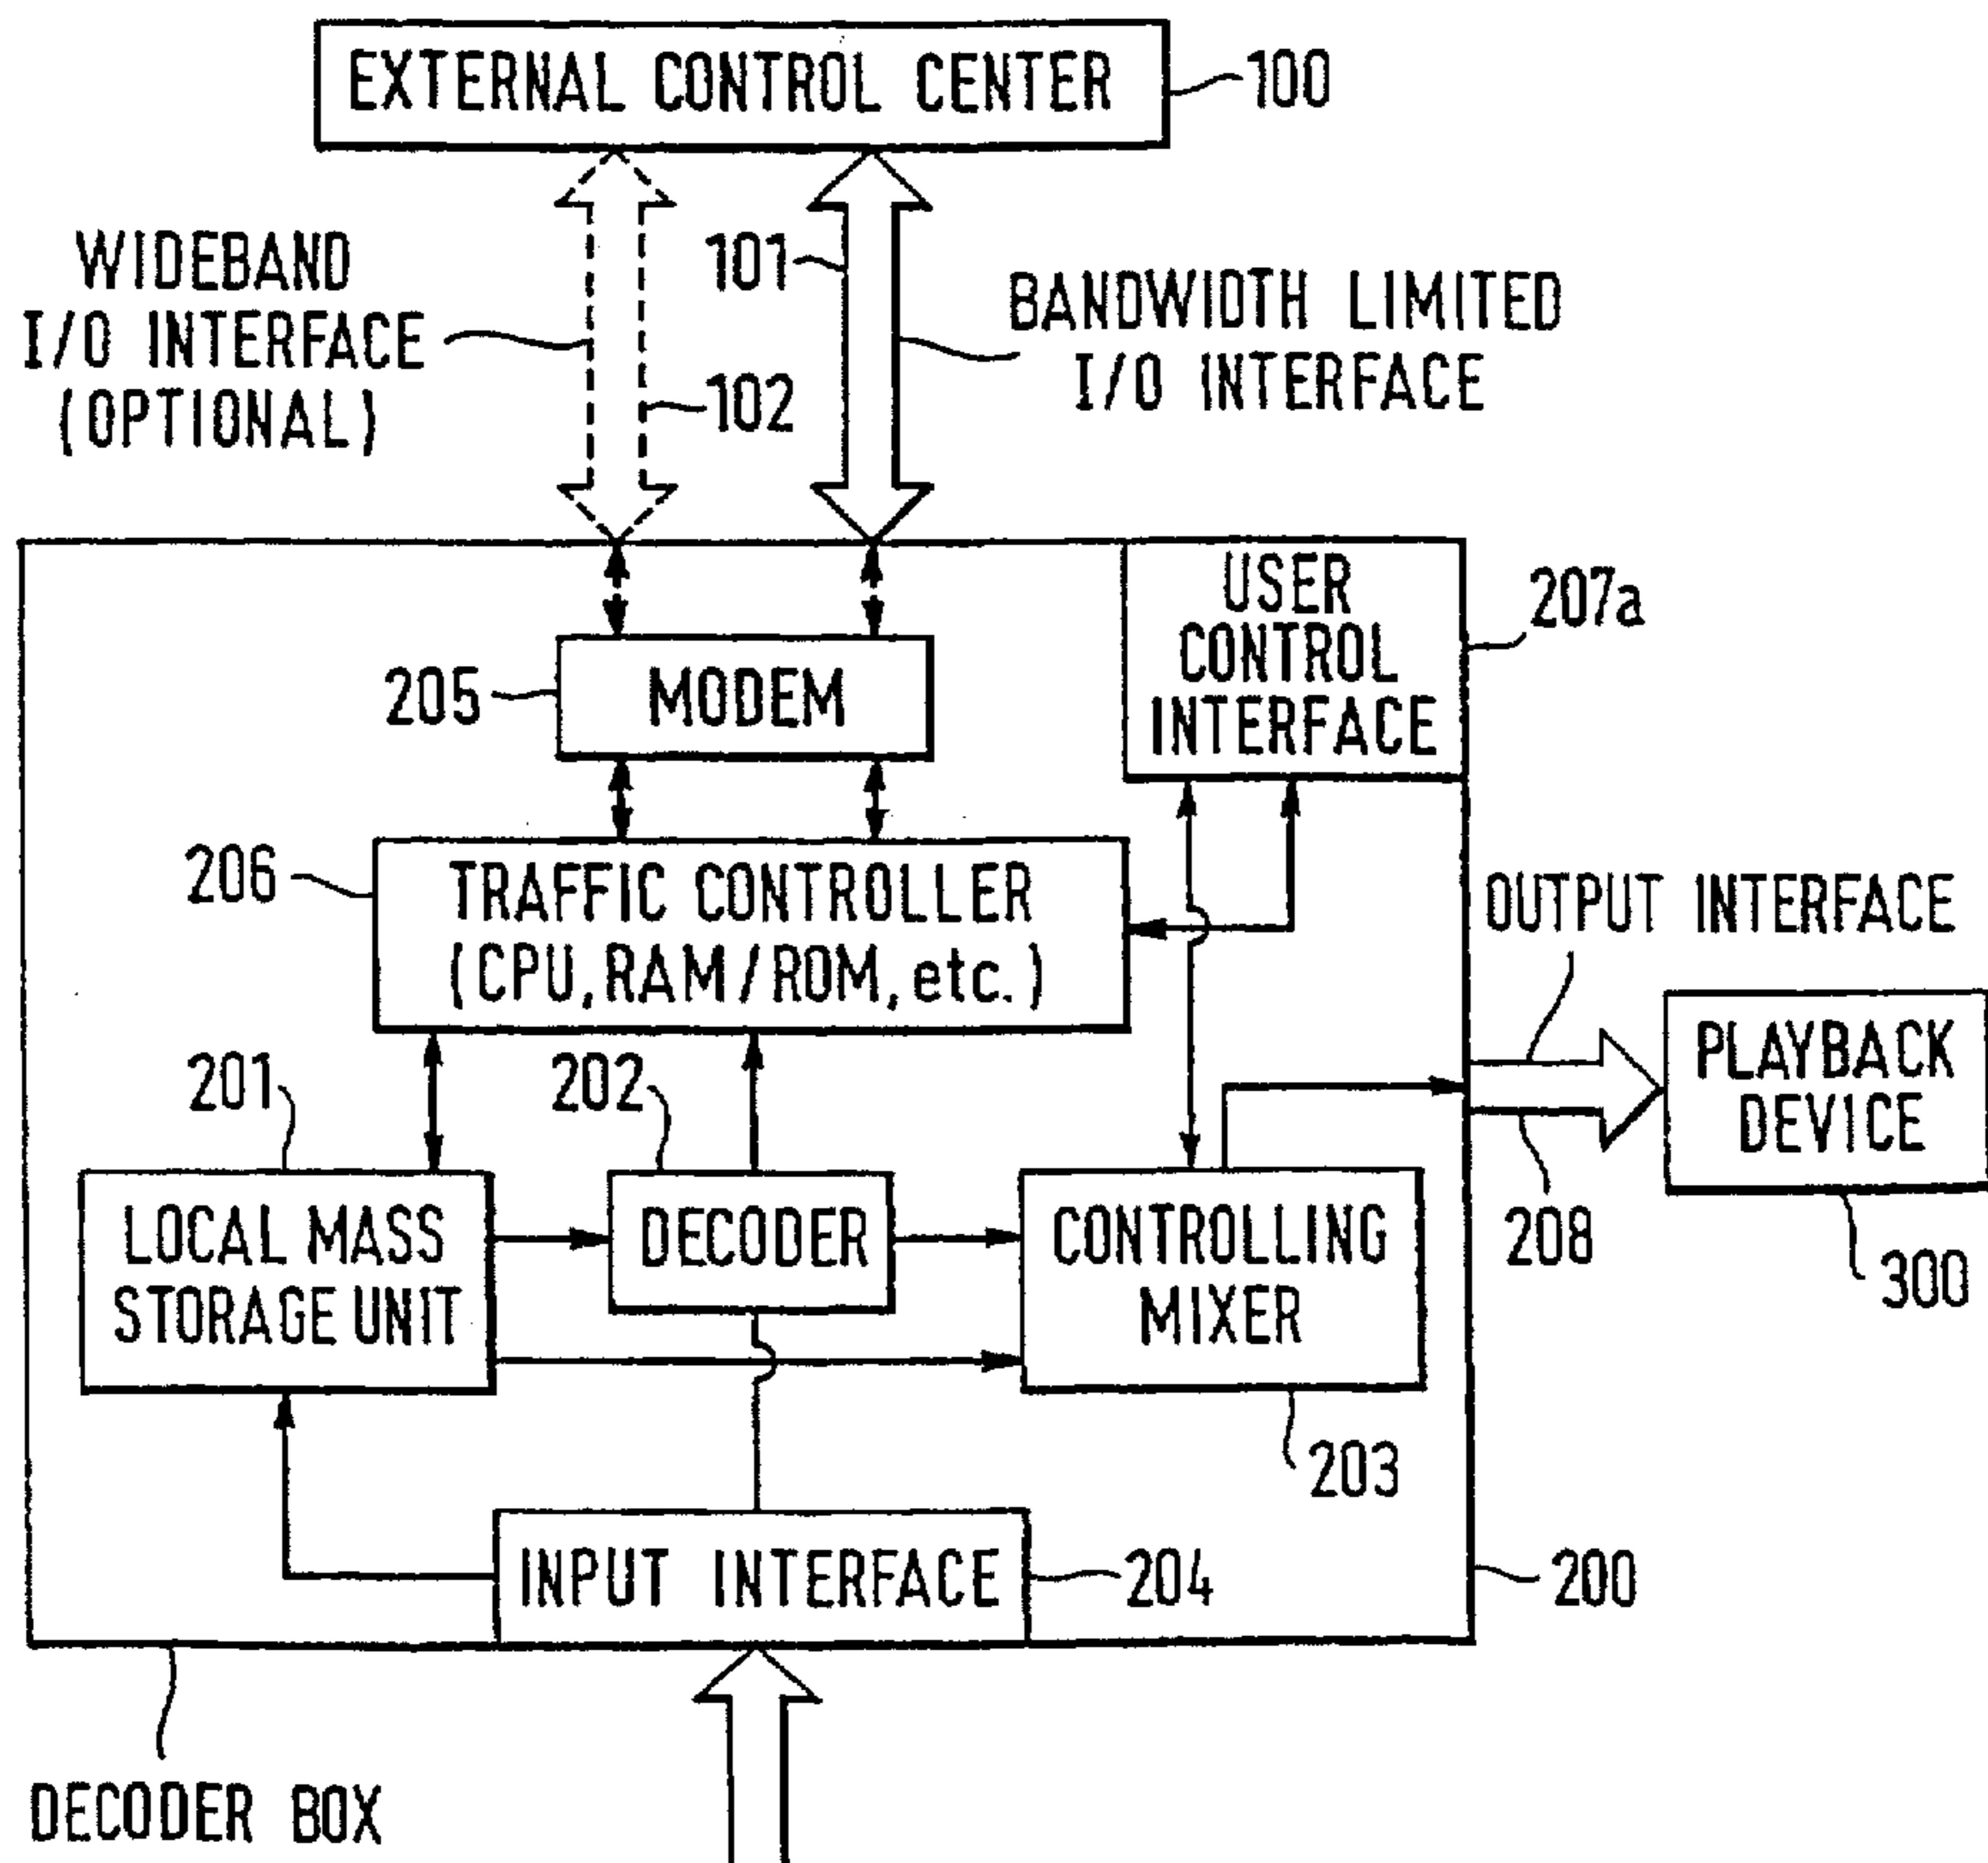 EXTERNAL CONTROL CENTER
100
WIDEBAND
I/O INTERFACE
(OPTIONAL)
101
102
BANDWIDTH LIMITED
I/O INTERFACE
USER
CONTROL
INTERFACE
207a
205
MODEM
206
TRAFFIC CONTROLLER
(CPU, RAM/ROM, etc.)
OUTPUT INTERFACE
PLAYBACK
DEVICE
201
202
LOCAL MASS
STORAGE UNIT
DECODER
CONTROLLING
MIXER
208
300
203
INPUT INTERFACE
204
200
DECODER BOX